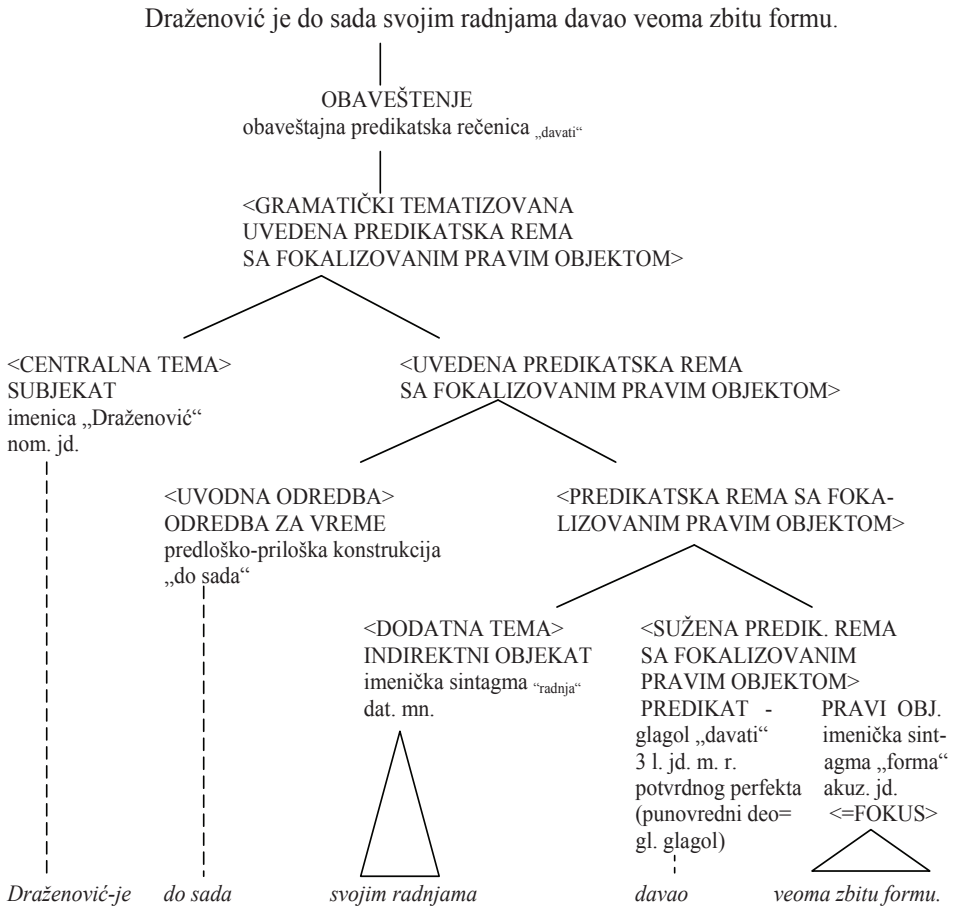 Draženović je do sada svojim radnjama davao veoma zbitu formu.
OBAVEŠTENJE
obaveštajna predikatska rečenica „davati“
<GRAMATIČKI TEMATIZOVANA
UVEDENA PREDIKATSKA REMA
SA FOKALIZOVANIM PRAVIM OBJEKTOM>
<CENTRALNA TEMA>
SUBJEKAT
imenica „Draženović“
nom. jd.
<UVEDENA PREDIKATSKA REMA
SA FOKALIZOVANIM PRAVIM OBJEKTOM>
<UVODNA ODREDBA>
ODREDBA ZA VREME
predloško-priloška konstrukcija
„do sada“
<PREDIKATSKA REMA SA FOKA-
LIZOVANIM PRAVIM OBJEKTOM>
<DODATNA TEMA>
INDIREKTNI OBJEKAT
imenička sintagma “radnja“
dat. mn.
<SUŽENA PREDIK. REMA
SA FOKALIZOVANIM
PRAVIM OBJEKTOM>
PREDIKAT -
glagol „davati“
3 l. jd. m. r.
potvrdnog perfekta
(punovredni deo=
gl. glagol)
PRAVI OBJ.
imenička sint-
agma „forma“
akuz. jd.
<=FOKUS>
Draženović-je do sada svojim radnjama davao veoma zbitu formu.